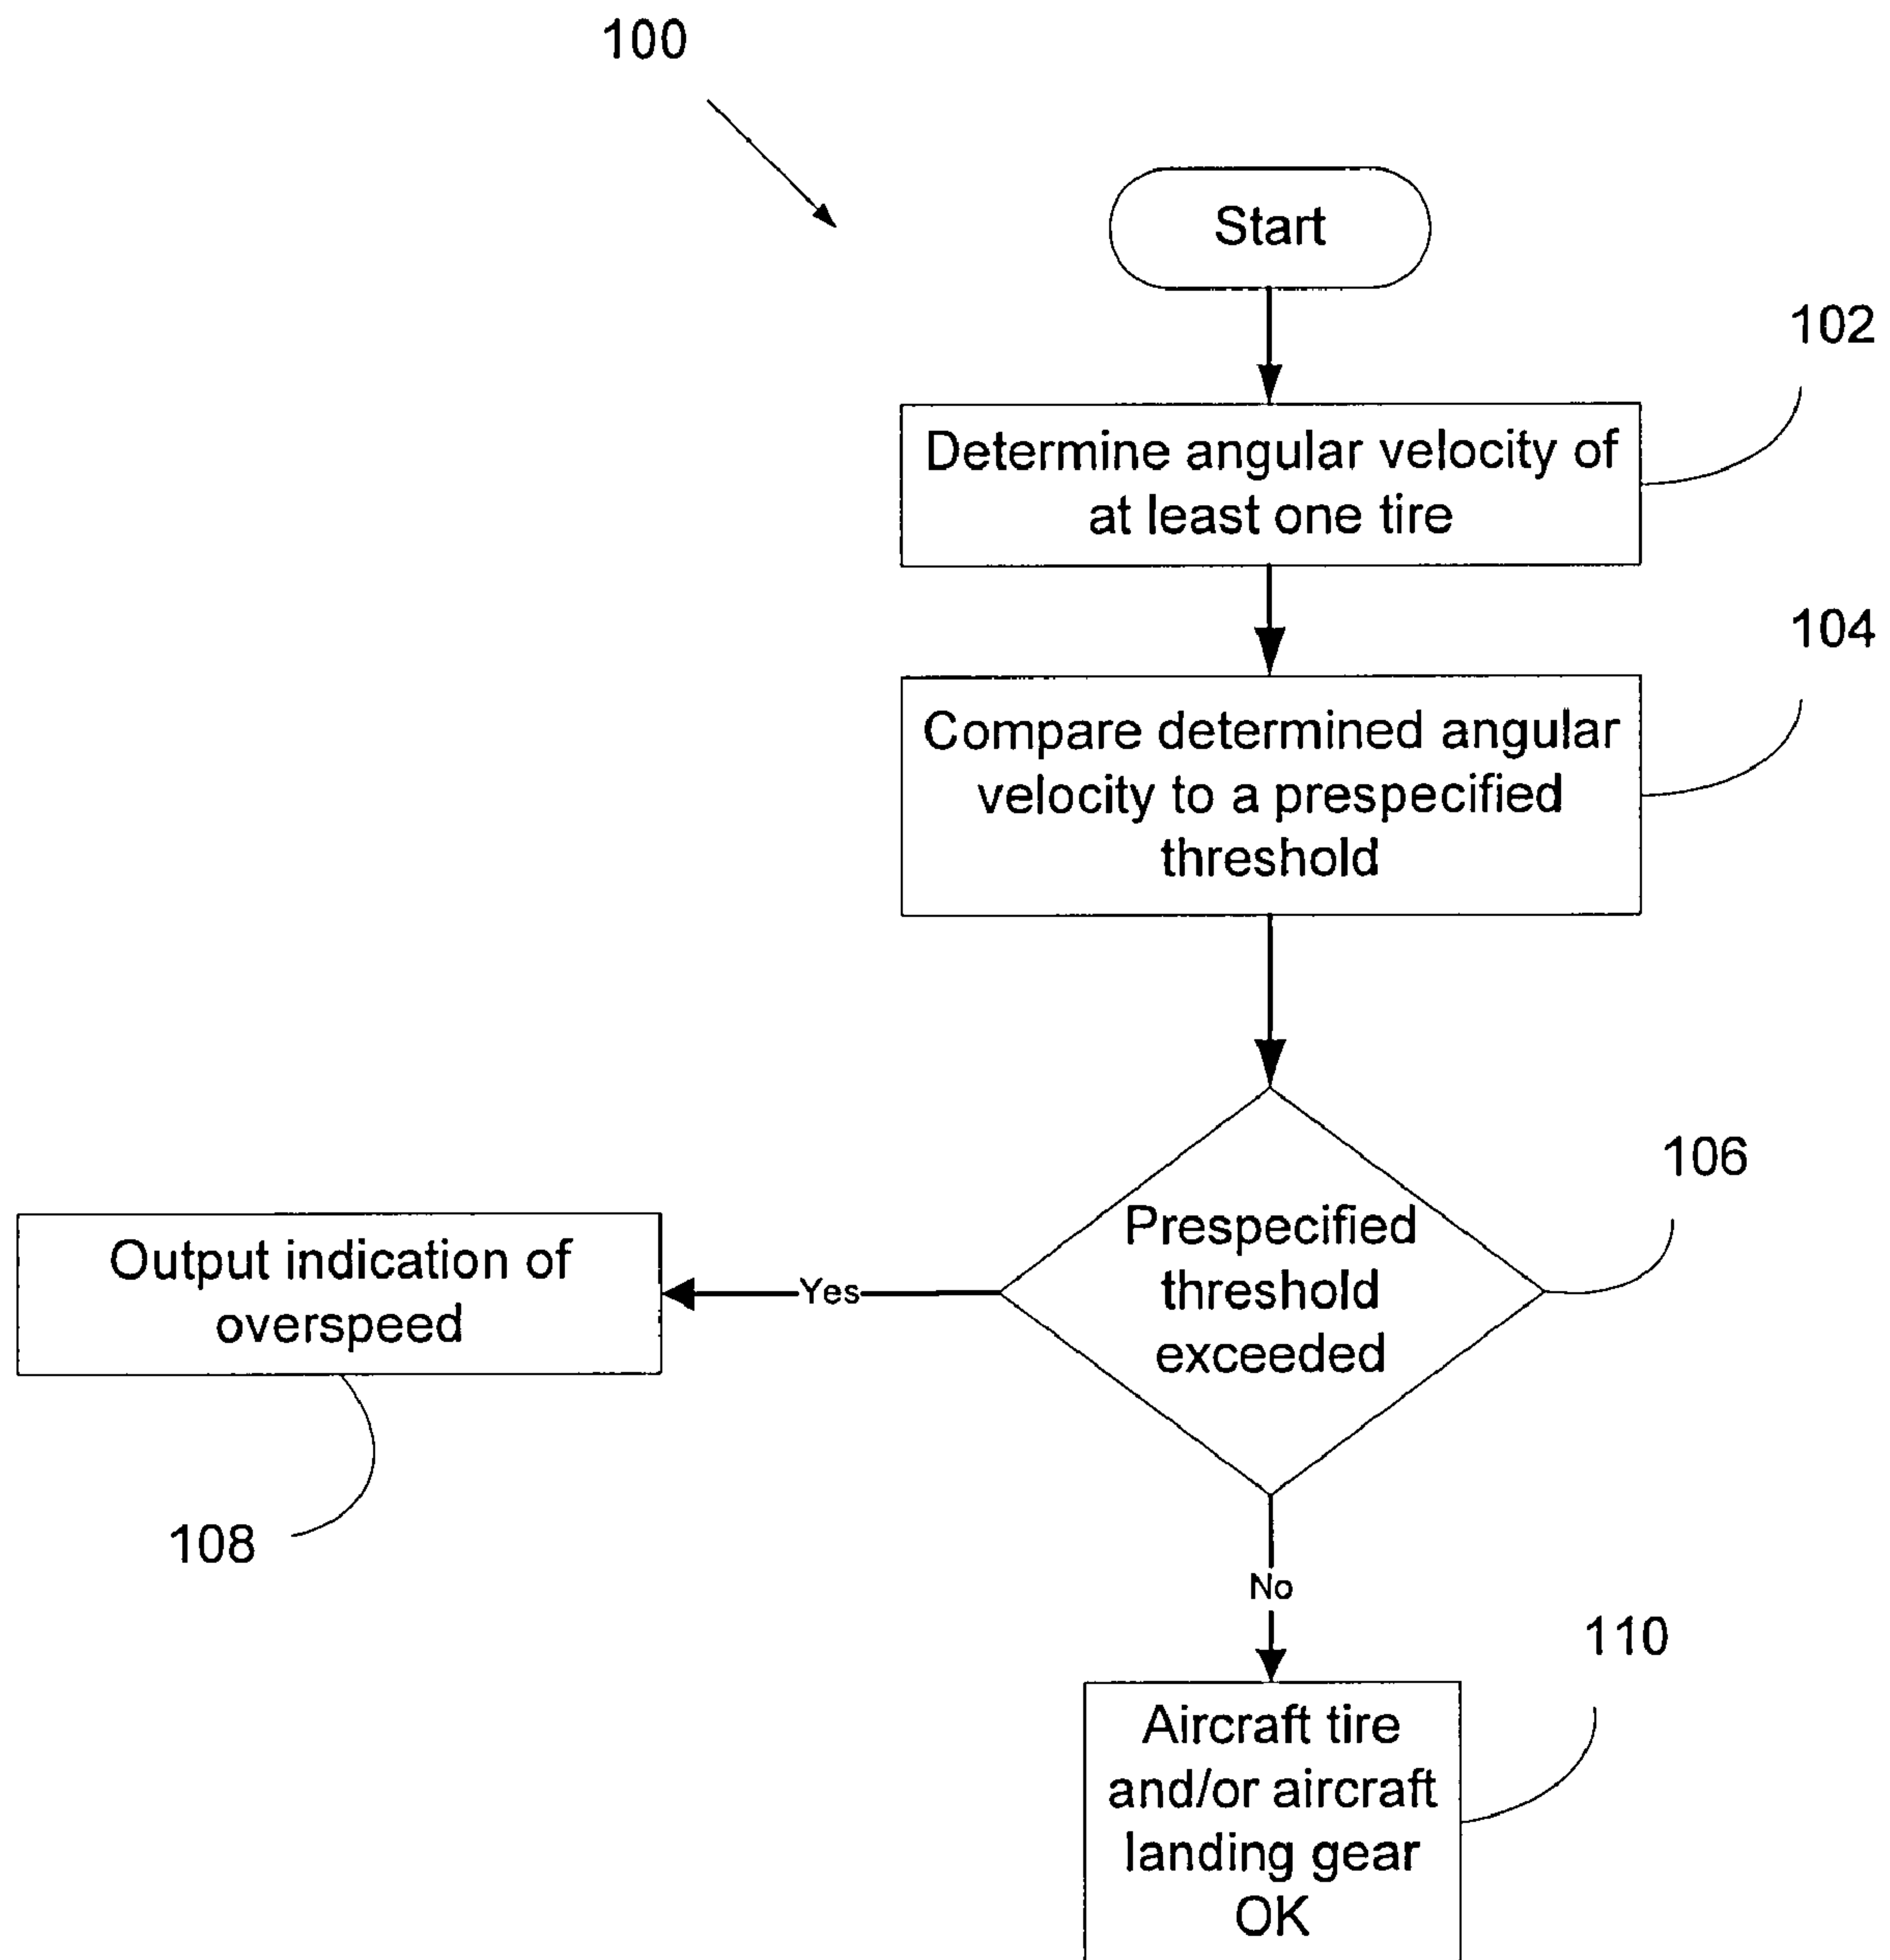 100
Start
102
Determine angular velocity of
at least one tire
104
Compare determined angular
velocity to a prespecified
threshold
106
Prespecified
threshold
exceeded
Yes
Output indication of
overspeed
108
No
110
Aircraft tire
and/or aircraft
landing gear
OK